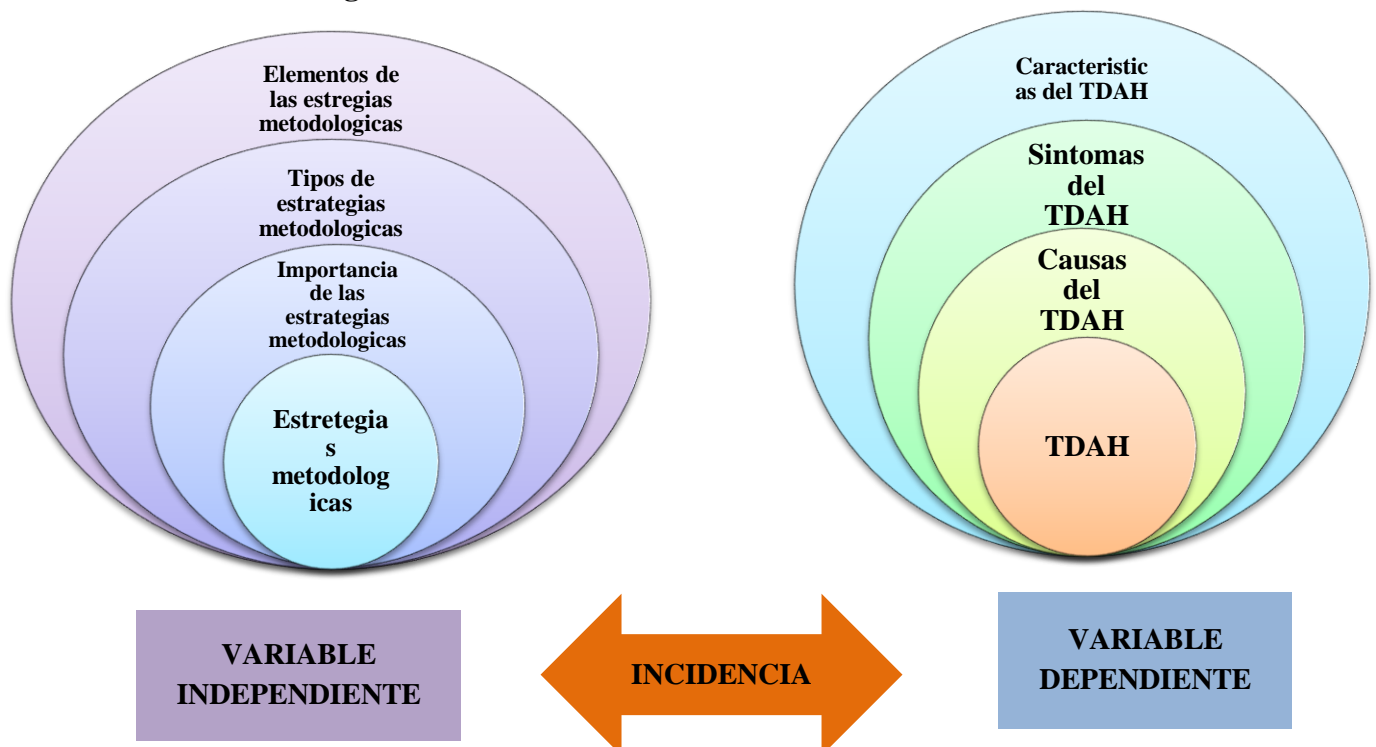 Elementos de
las estregias
metodologicas
Tipos de
estrategias
metodologicas
Importancia
de las
estrategias
metodologicas
Estretegia
s
metodolog
icas
Caracteristic
as del TDAH
Sintomas
del
TDAH
Causas
del
TDAH
TDAH
VARIABLE
INDEPENDIENTE
INCIDENCIA
VARIABLE
DEPENDIENTE